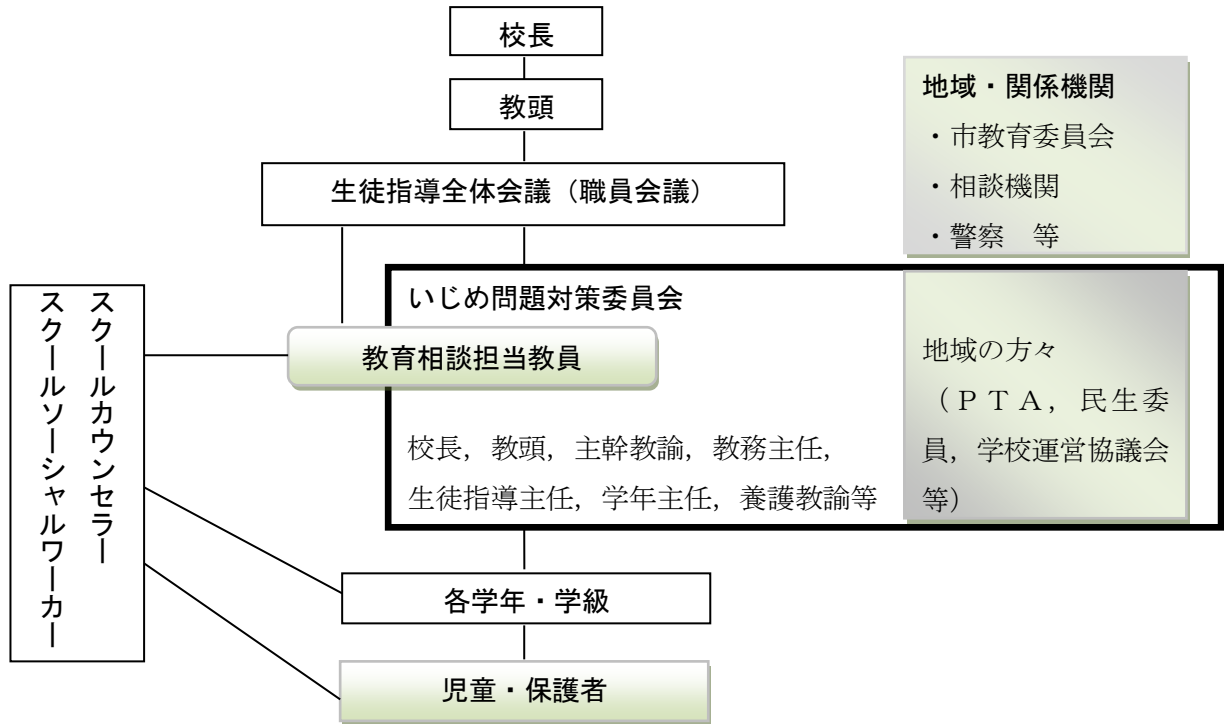 校長
教頭
生徒指導全体会議（職員会議）
地域・関係機関
・市教育委員会
・相談機関
・警察　等
スクールカウンセラー
スクールソーシャルワーカー
いじめ問題対策委員会
教育相談担当教員
校長，教頭，主幹教諭，教務主任，
生徒指導主任，学年主任，養護教諭等
地域の方々
（ＰＴＡ，民生委
員，学校運営協議会
等）
各学年・学級
児童・保護者